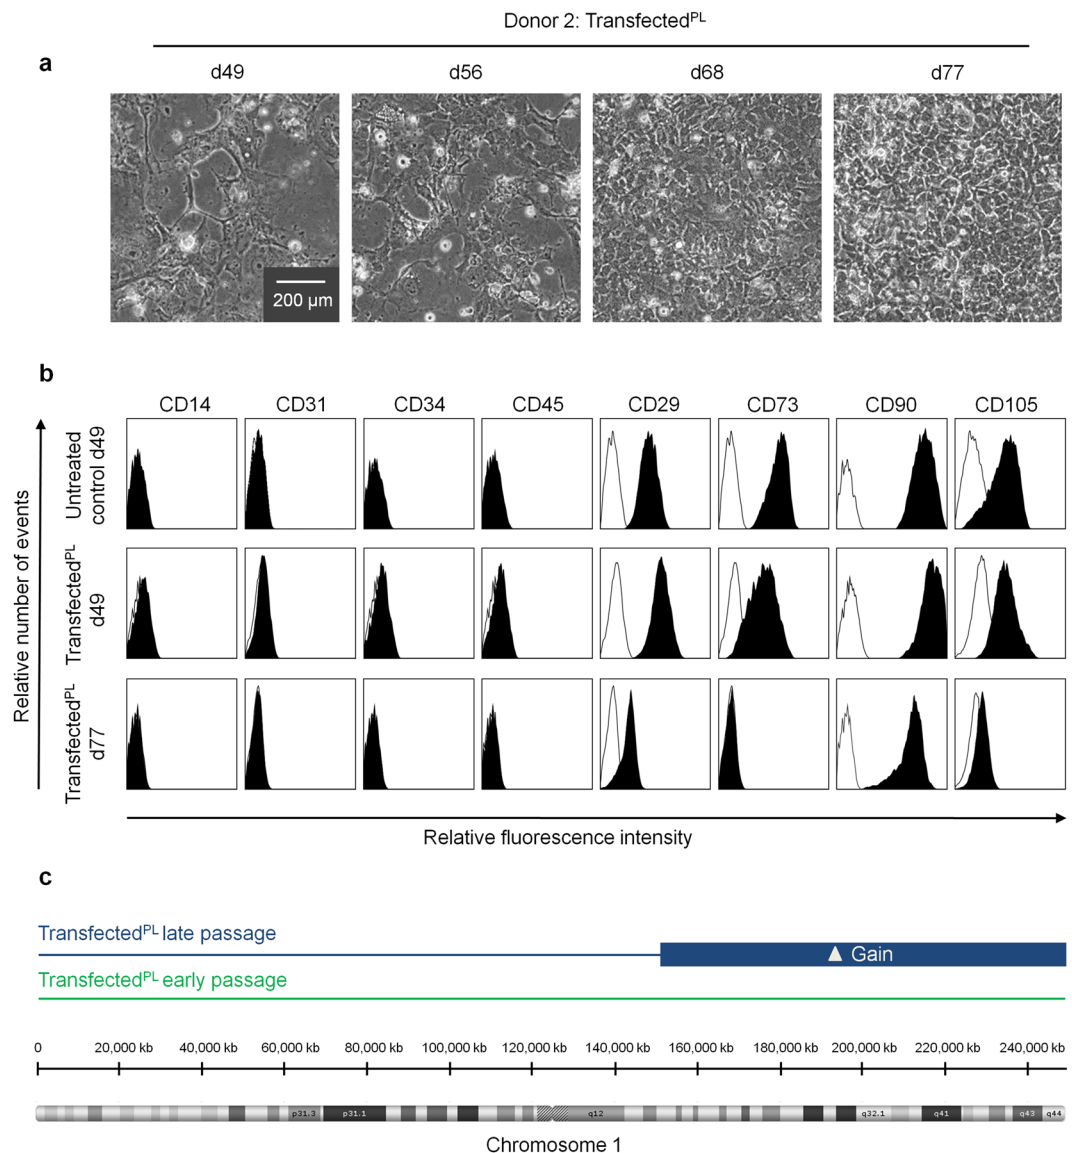 Donor 2: Transfected^PL
a
d49 d56 d68 d77
200 µm
b
CD14 CD31 CD34 CD45 CD29 CD73 CD90 CD105
Relative number of events
Untreated
control d49
Transfected^PL
d49
Transfected^PL
d77
Relative fluorescence intensity
c
Transfected^PL late passage
Gain
Transfected^PL early passage
0 20,000 kb 40,000 kb 60,000 kb 80,000 kb 100,000 kb 120,000 kb 140,000 kb 160,000 kb 180,000 kb 200,000 kb 220,000 kb 240,000 kb
p31.3 p31.1 q12 q32.1 q41 q43 q44
Chromosome 1